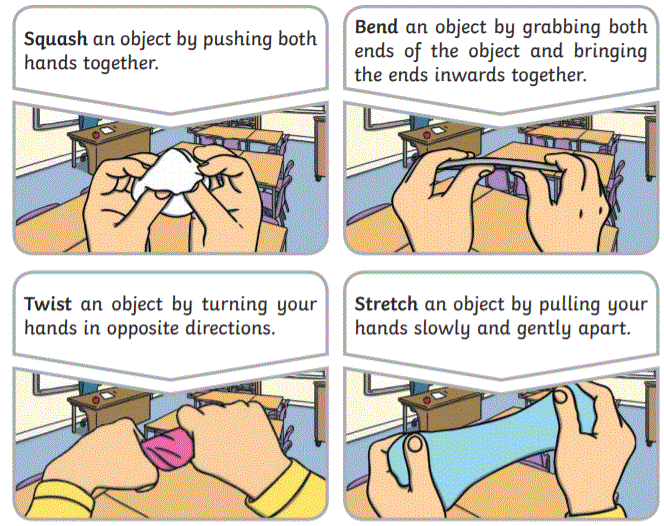 Squash an object by pushing both
hands together.
Bend an object by grabbing both
ends of the object and bringing
the ends inwards together.
Twist an object by turning your
hands in opposite directions.
Stretch an object by pulling your
hands slowly and gently apart.